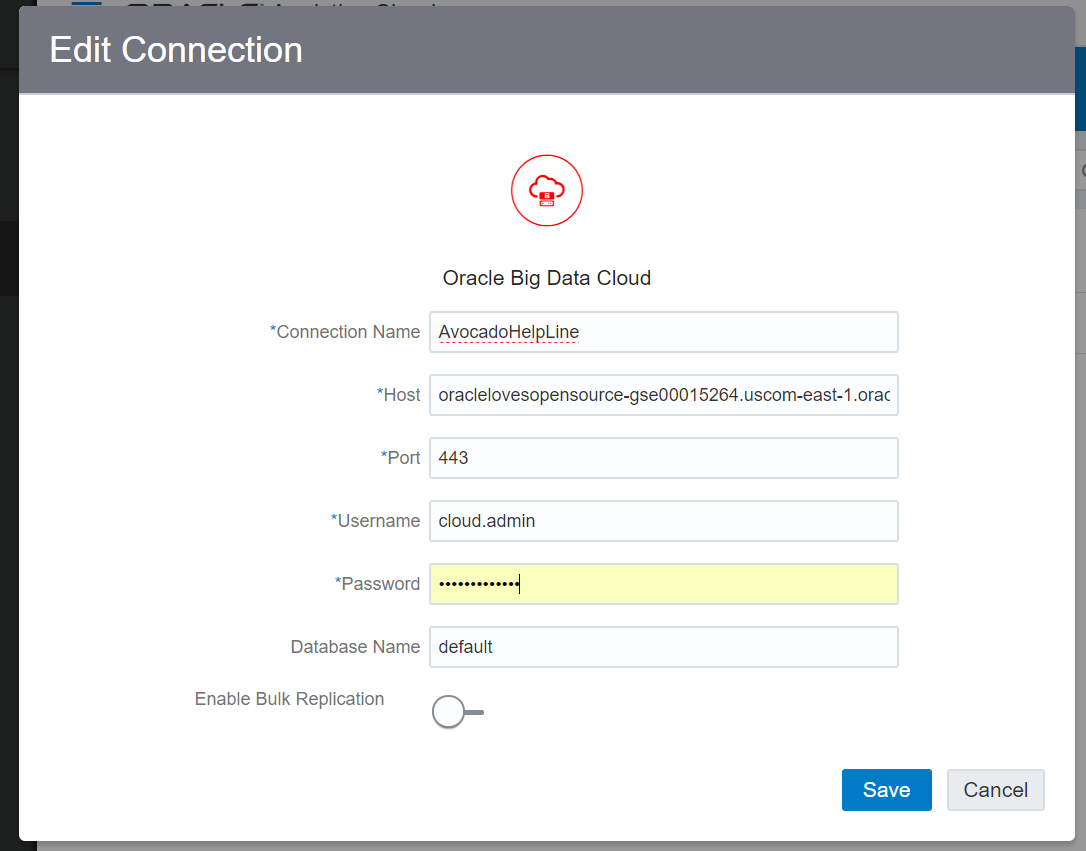 Edit Connection
Oracle Big Data Cloud
*Connection Name AvocadoHelpLine
*Host oraclelovesopensource-gse00015264.uscom-east-1.orac
*Port 443
*Username cloud.admin
*Password •••••••••••••
Database Name default
Enable Bulk Replication
Save Cancel